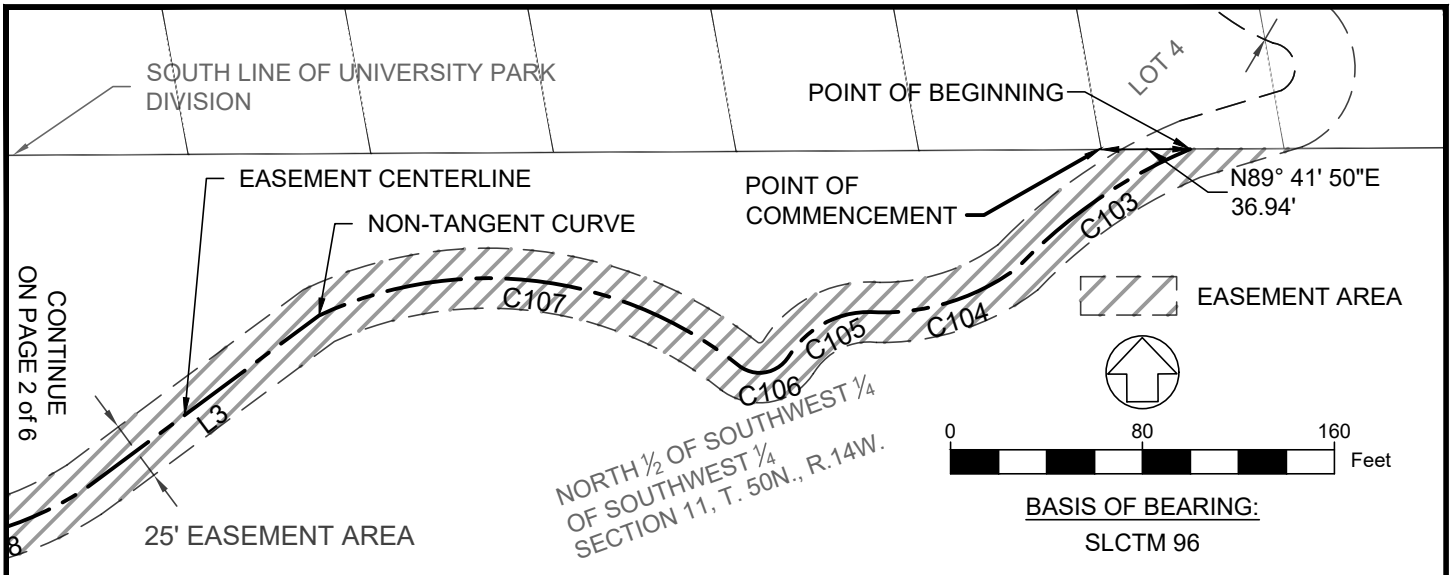 SOUTH LINE OF UNIVERSITY PARK
DIVISION
POINT OF BEGINNING
LOT 4
EASEMENT CENTERLINE
NON-TANGENT CURVE
POINT OF
COMMENCEMENT
N89° 41' 50"E
36.94'
C103
C104
C105
C106
C107
L3
EASEMENT AREA
CONTINUE
ON PAGE 2 of 6
8
25' EASEMENT AREA
NORTH ½ OF SOUTHWEST ¼
OF SOUTHWEST ¼
SECTION 11, T. 50N., R.14W.
0 80 160
Feet
BASIS OF BEARING:
SLCTM 96